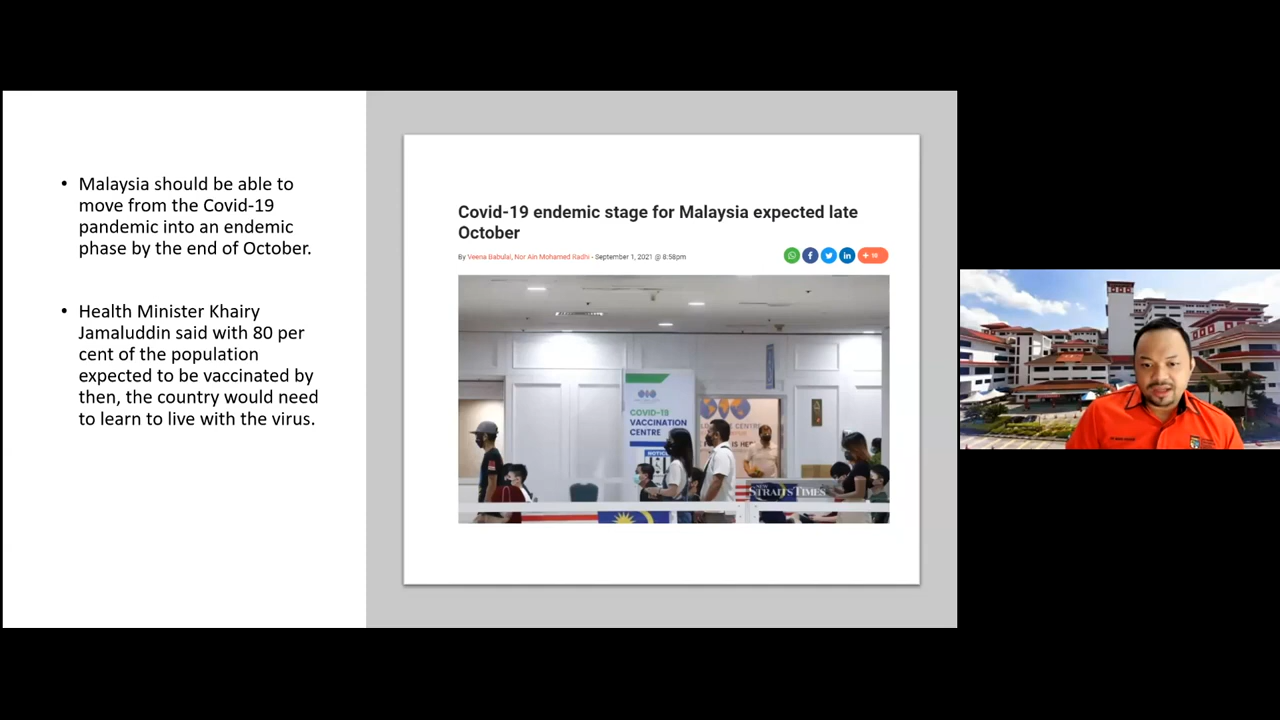 • Malaysia should be able to
move from the Covid-19
pandemic into an endemic
phase by the end of October.
• Health Minister Khairy
Jamaluddin said with 80 per
cent of the population
expected to be vaccinated by
then, the country would need
to learn to live with the virus.
Covid-19 endemic stage for Malaysia expected late
October
By Veena Babulal, Nor Ain Mohamed Radhi - September 1, 2021 @ 8:58pm
COVID-19
VACCINATION
CENTRE
NOTICE
NEW
STRAITS TIMES